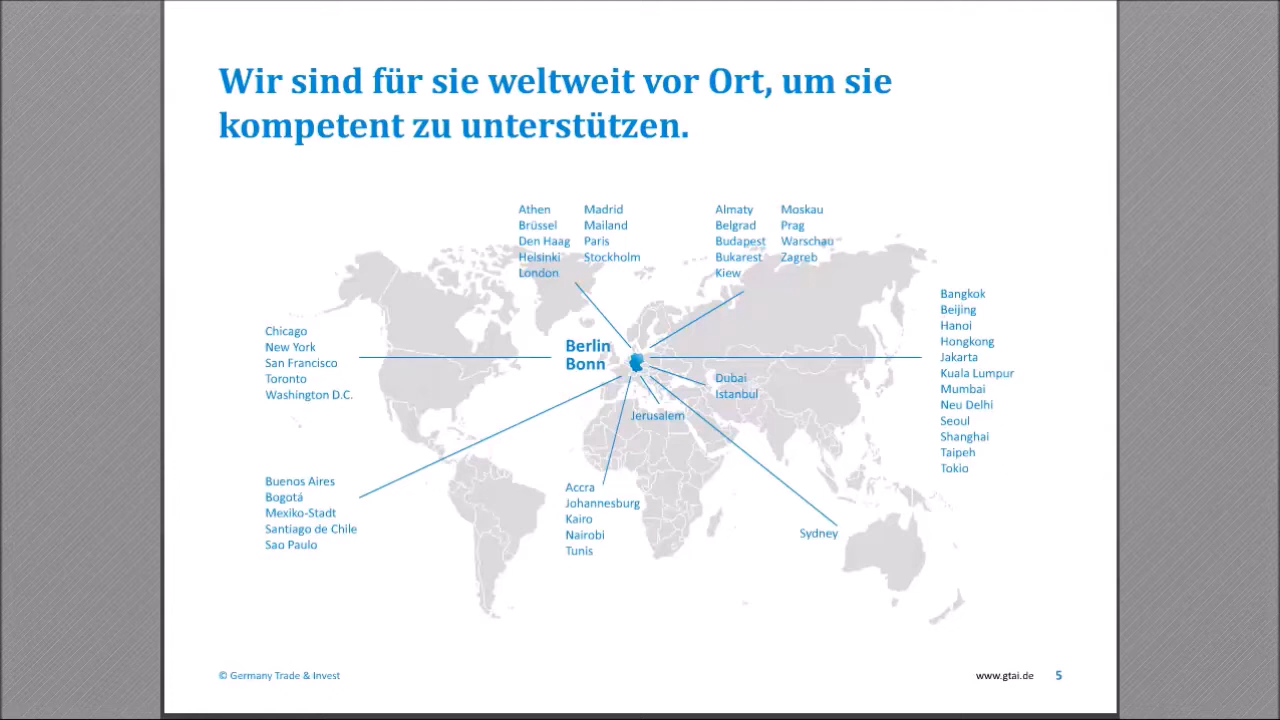 Wir sind für sie weltweit vor Ort, um sie
kompetent zu unterstützen.
Athen
Brüssel
Den Haag
Helsinki
London
Madrid
Mailand
Paris
Stockholm
Almaty
Belgrad
Budapest
Bukarest
Kiew
Moskau
Prag
Warschau
Zagreb
Bangkok
Beijing
Hanoi
Hongkong
Jakarta
Kuala Lumpur
Mumbai
Neu Delhi
Seoul
Shanghai
Taipeh
Tokio
Chicago
New York
San Francisco
Toronto
Washington D.C.
Berlin
Bonn
Dubai
Istanbul
Jerusalem
Buenos Aires
Bogotá
Mexiko-Stadt
Santiago de Chile
Sao Paulo
Accra
Johannesburg
Kairo
Nairobi
Tunis
Sydney
© Germany Trade & Invest
www.gtai.de
5